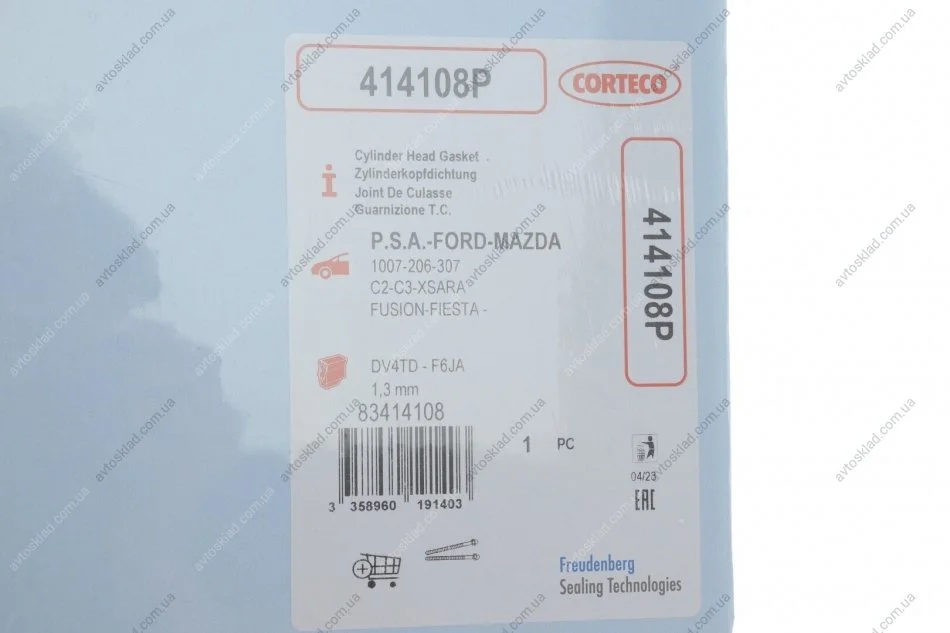 414108P
CORTECO
Cylinder Head Gasket
Zylinderkopfdichtung
Joint De Culasse
Guarnizione T.C.
P.S.A.-FORD-MAZDA
1007-206-307
C2-C3-XSARA
FUSION-FIESTA -
414108P
DV4TD - F6JA
1,3 mm
83414108
1 PC
3 358960 191403
04/23
EAC
Freudenberg
Sealing Technologies
avtosklad.com.ua